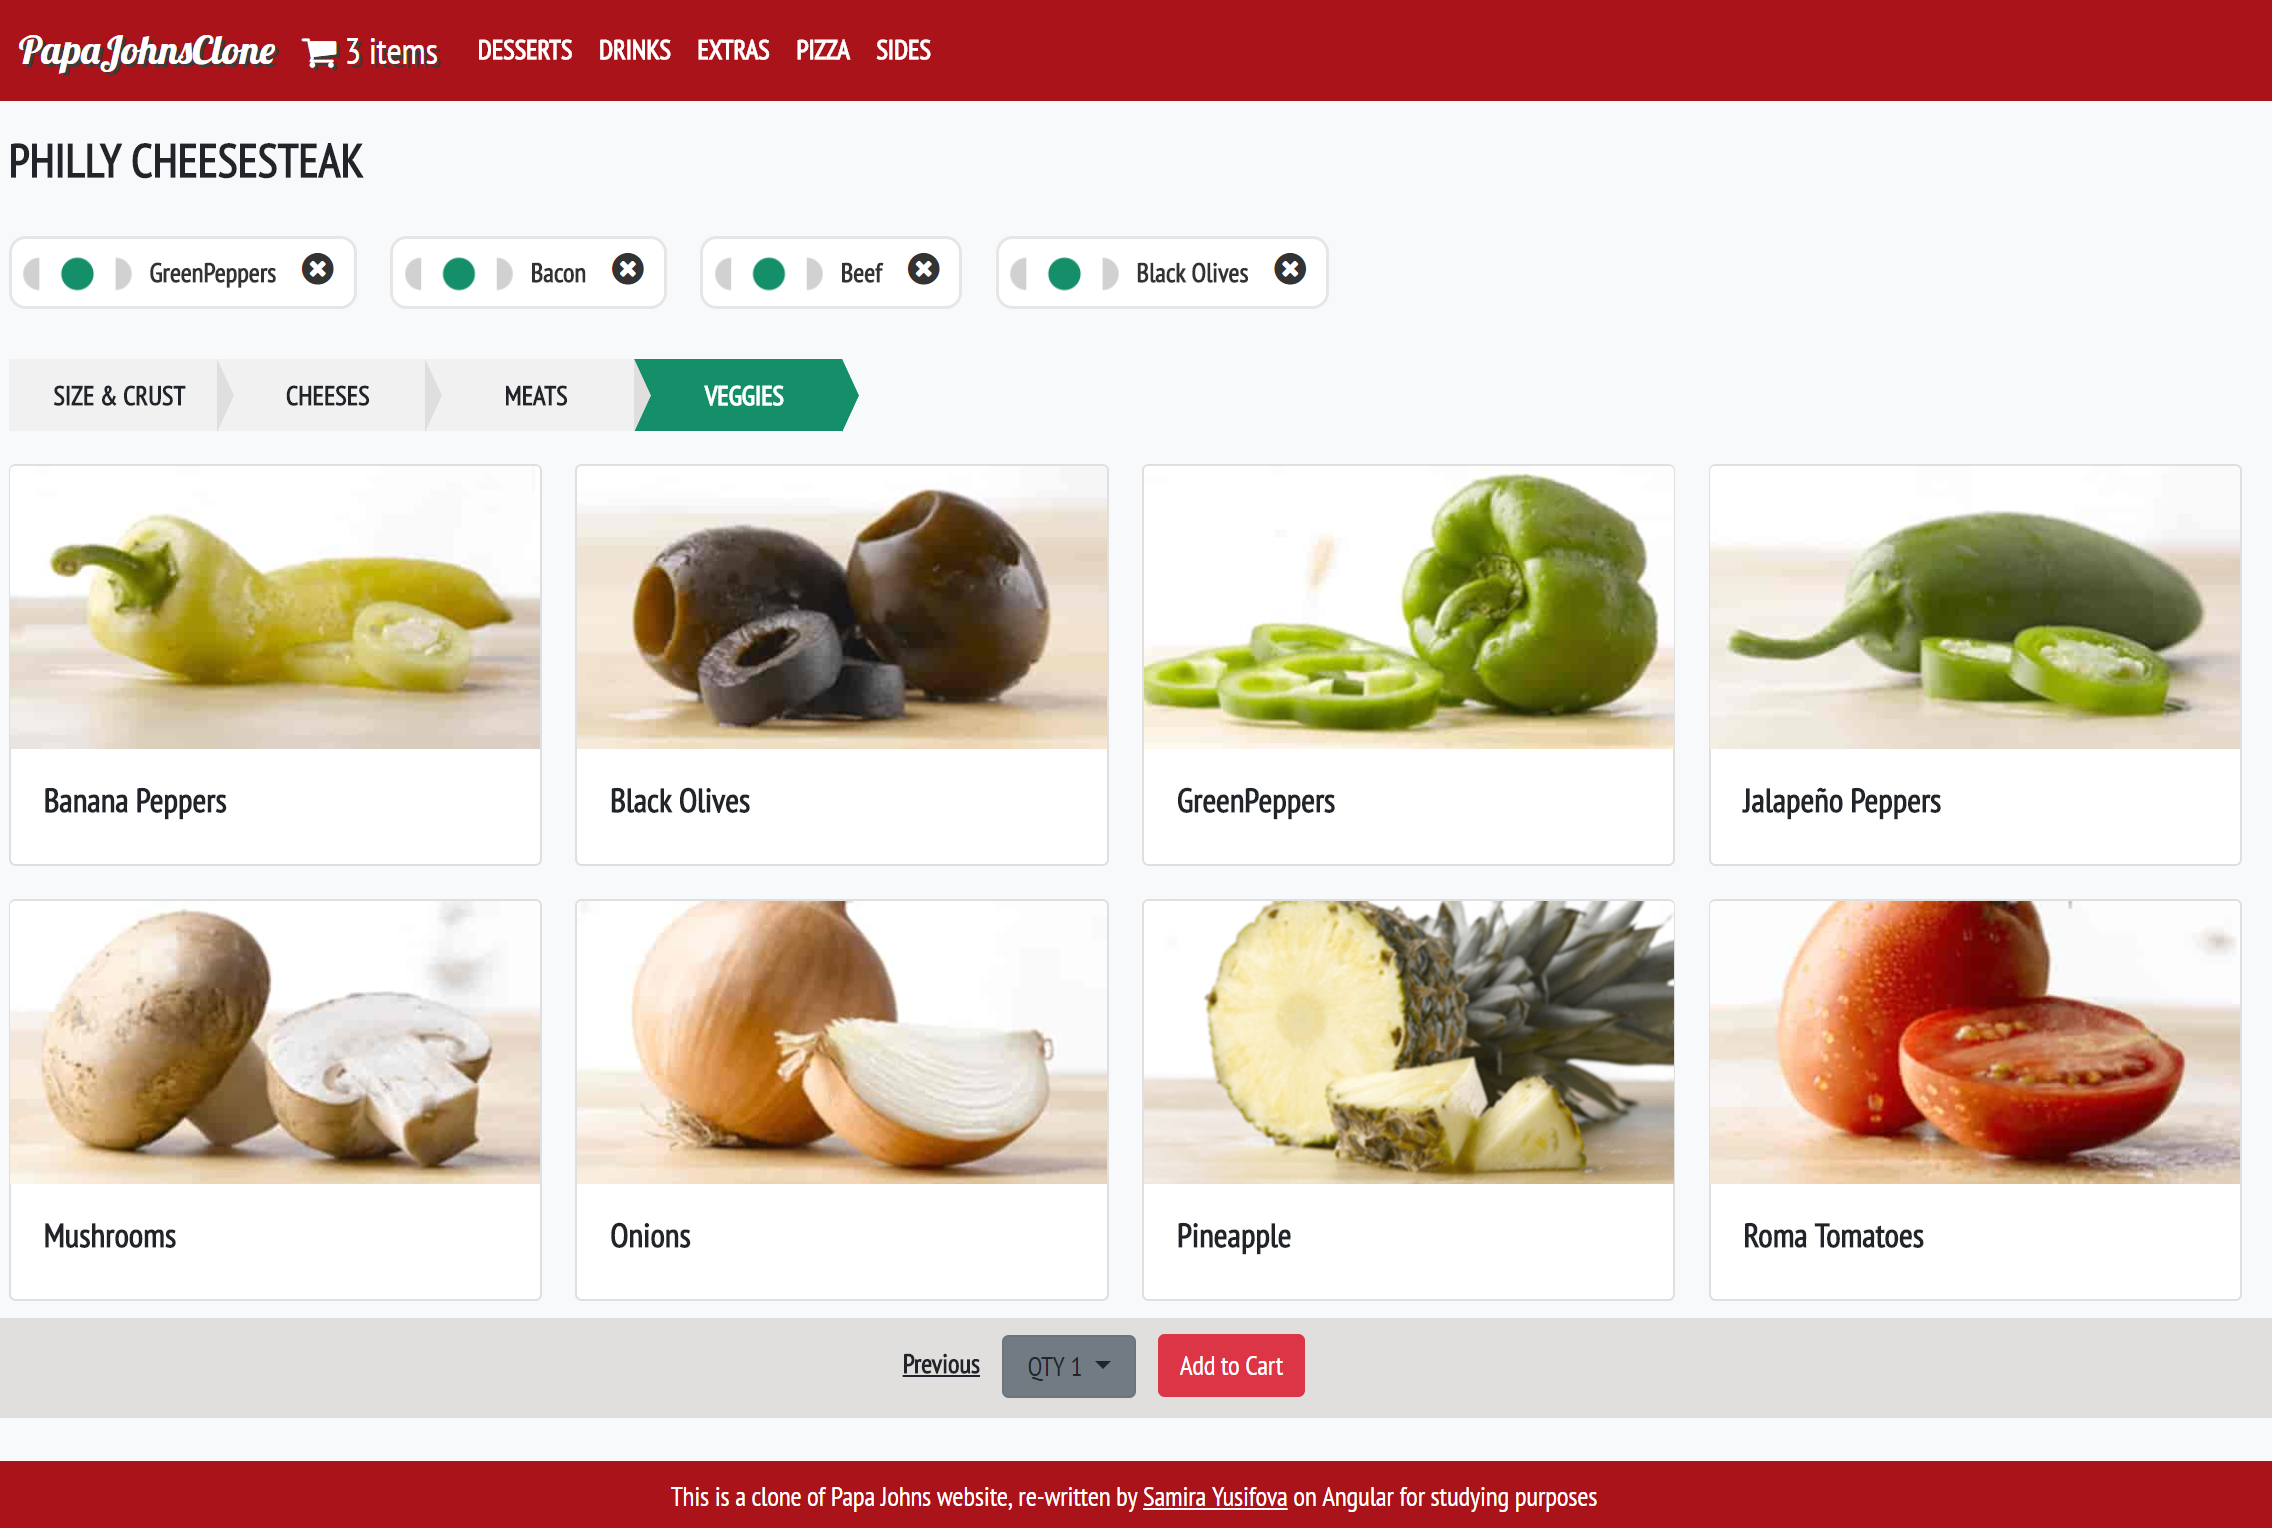 PapaJohnsClone 3 items DESSERTS DRINKS EXTRAS PIZZA SIDES
PHILLY CHEESESTEAK
GreenPeppers Bacon Beef Black Olives
SIZE & CRUST CHEESES MEATS VEGGIES
Banana Peppers Black Olives GreenPeppers Jalapeño Peppers
Mushrooms Onions Pineapple Roma Tomatoes
Previous QTY 1 Add to Cart
This is a clone of Papa Johns website, re-written by Samira Yusifova on Angular for studying purposes